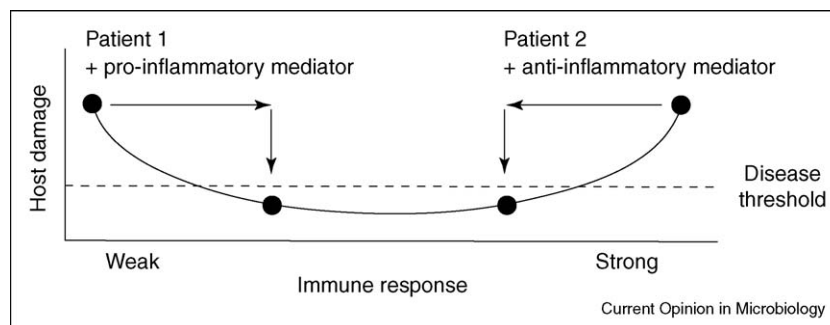 Patient 1
+ pro-inflammatory mediator
Patient 2
+ anti-inflammatory mediator
Host damage
Disease
threshold
Weak
Strong
Immune response
Current Opinion in Microbiology